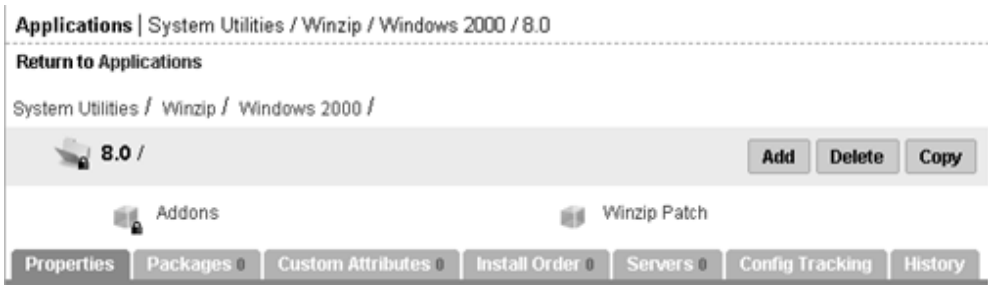 Applications | System Utilities / Winzip / Windows 2000 / 8.0
Return to Applications
System Utilities / Winzip / Windows 2000 /
8.0 / Add Delete Copy
Addons Winzip Patch
Properties Packages 0 Custom Attributes 0 Install Order 0 Servers 0 Config Tracking History